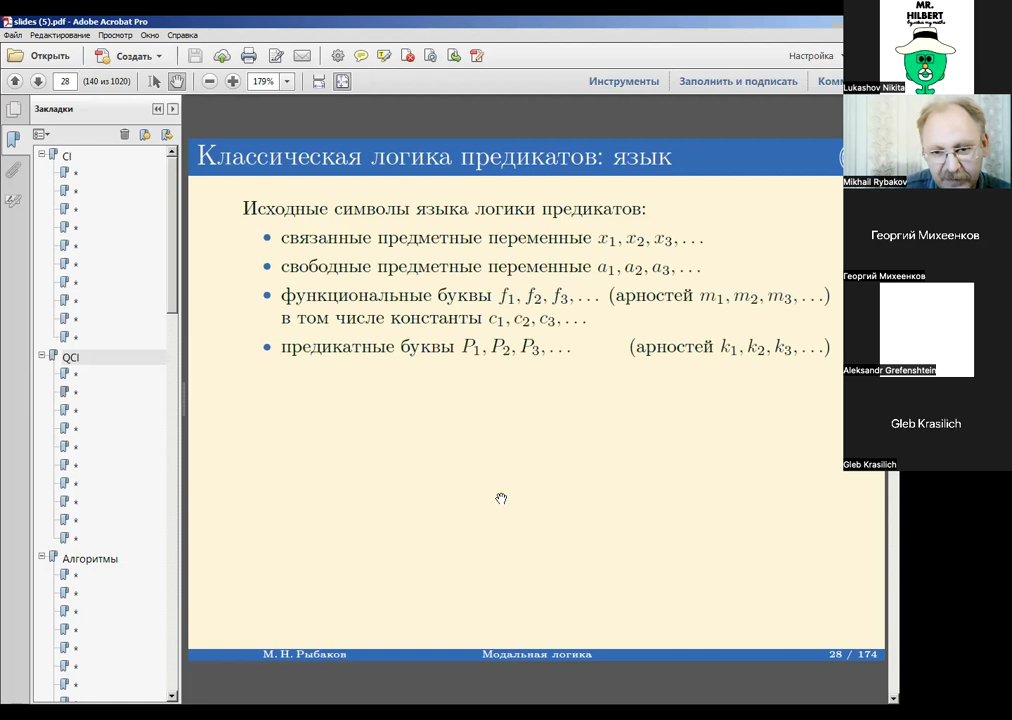 slides (5).pdf - Adobe Acrobat Pro
Файл Редактирование Просмотр Окно Справка
Открыть Создать Настройка
28 (140 из 1020) 179% Инструменты Заполнить и подписать Ком
Закладки
CI
*
*
*
*
*
*
*
*
*
*
QCI
*
*
*
*
*
*
*
*
*
*
Алгоритмы
*
*
*
*
*
*
*
Классическая логика предикатов: язык
Исходные символы языка логики предикатов:
• связанные предметные переменные x₁, x₂, x₃, . . .
• свободные предметные переменные a₁, a₂, a₃, . . .
• функциональные буквы f₁, f₂, f₃, . . . (арностей m₁, m₂, m₃, . . .)
в том числе константы c₁, c₂, c₃, . . .
• предикатные буквы P₁, P₂, P₃, . . . (арностей k₁, k₂, k₃, . . .)
М. Н. Рыбаков Модальная логика 28 / 174
MR.
HILBERT
Lukashov Nikita
Mikhail Rybakov
Георгий Михеенков
Георгий Михеенков
Aleksandr Grefenshtein
Gleb Krasilich
Gleb Krasilich